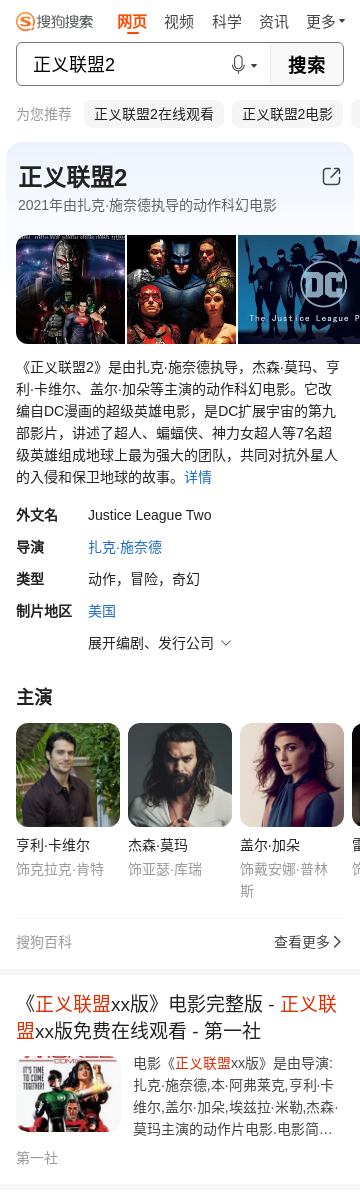 搜狗搜索 网页 视频 科学 资讯 更多
正义联盟2 搜索
为您推荐 正义联盟2在线观看 正义联盟2电影
正义联盟2
2021年由扎克·施奈德执导的动作科幻电影
DC
The Justice League P
《正义联盟2》是由扎克·施奈德执导，杰森·莫玛、亨
利·卡维尔、盖尔·加朵等主演的动作科幻电影。它改
编自DC漫画的超级英雄电影，是DC扩展宇宙的第九
部影片，讲述了超人、蝙蝠侠、神力女超人等7名超
级英雄组成地球上最为强大的团队，共同对抗外星人
的入侵和保卫地球的故事。详情
外文名 Justice League Two
导演 扎克·施奈德
类型 动作，冒险，奇幻
制片地区 美国
展开编剧、发行公司
主演
亨利·卡维尔 杰森·莫玛 盖尔·加朵
饰克拉克·肯特 饰亚瑟·库瑞 饰戴安娜·普林
斯
搜狗百科 查看更多
《正义联盟xx版》电影完整版 - 正义联
盟xx版免费在线观看 - 第一社
IT'S TIME
TO COME
TOGETHER!
电影《正义联盟xx版》是由导演:
扎克·施奈德,本·阿弗莱克,亨利·卡
维尔,盖尔·加朵,埃兹拉·米勒,杰森·
莫玛主演的动作片电影.电影简…
第一社